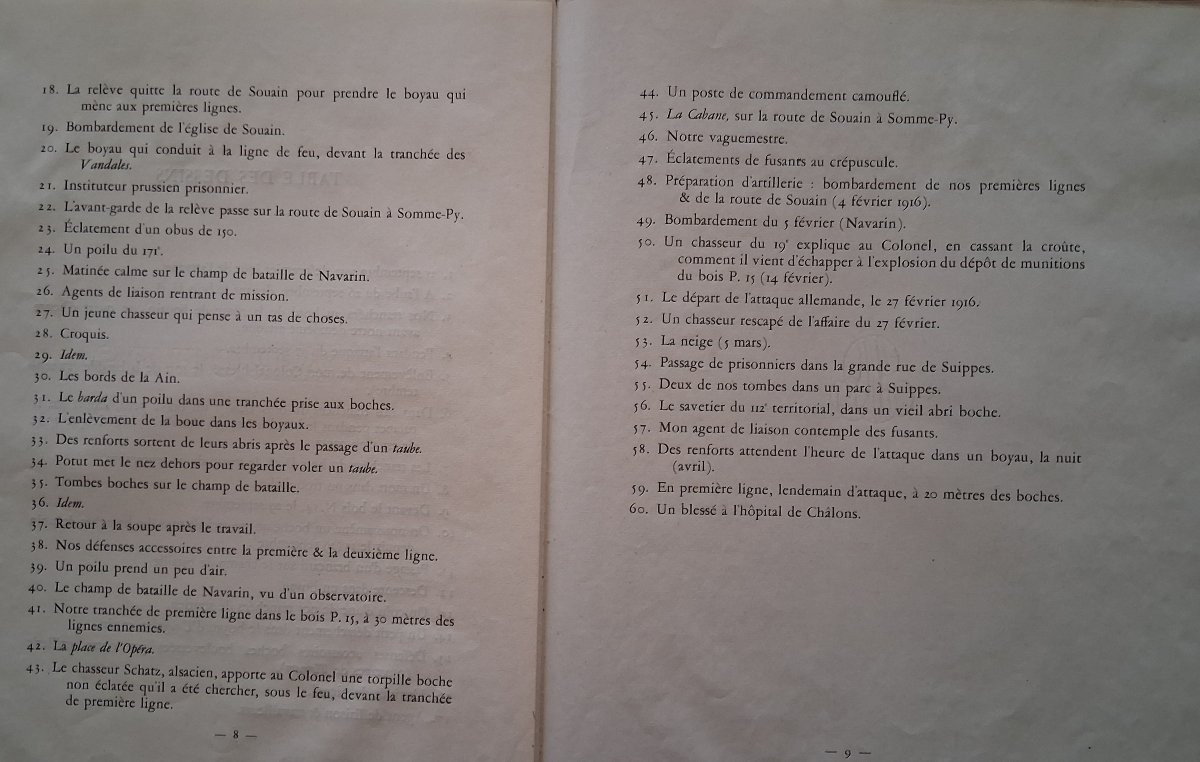 18. La relève quitte la route de Souain pour prendre le boyau qui
mène aux premières lignes.
19. Bombardement de l'église de Souain.
20. Le boyau qui conduit à la ligne de feu, devant la tranchée des
Vandales.
21. Instituteur prussien prisonnier.
22. L'avant-garde de la relève passe sur la route de Souain à Somme-Py.
23. Éclatement d'un obus de 150.
24. Un poilu du 171e.
25. Matinée calme sur le champ de bataille de Navarin.
26. Agents de liaison rentrant de mission.
27. Un jeune chasseur qui pense à un tas de choses.
28. Croquis.
29. Idem.
30. Les bords de la Ain.
31. Le barda d'un poilu dans une tranchée prise aux boches.
32. L'enlèvement de la boue dans les boyaux.
33. Des renforts sortent de leurs abris après le passage d'un taube.
34. Potut met le nez dehors pour regarder voler un taube.
35. Tombes boches sur le champ de bataille.
36. Idem.
37. Retour à la soupe après le travail.
38. Nos défenses accessoires entre la première & la deuxième ligne.
39. Un poilu prend un peu d'air.
40. Le champ de bataille de Navarin, vu d'un observatoire.
41. Notre tranchée de première ligne dans le bois P. 15, à 30 mètres des
lignes ennemies.
42. La place de l'Opéra.
43. Le chasseur Schatz, alsacien, apporte au Colonel une torpille boche
non éclatée qu'il a été chercher, sous le feu, devant la tranchée
de première ligne.
— 8 —
44. Un poste de commandement camouflé.
45. La Cabane, sur la route de Souain à Somme-Py.
46. Notre vaguemestre.
47. Éclatements de fusants au crépuscule.
48. Préparation d'artillerie : bombardement de nos premières lignes
& de la route de Souain (4 février 1916).
49. Bombardement du 5 février (Navarin).
50. Un chasseur du 19e explique au Colonel, en cassant la croûte,
comment il vient d'échapper à l'explosion du dépôt de munitions
du bois P. 15 (14 février).
51. Le départ de l'attaque allemande, le 27 février 1916.
52. Un chasseur rescapé de l'affaire du 27 février.
53. La neige (5 mars).
54. Passage de prisonniers dans la grande rue de Suippes.
55. Deux de nos tombes dans un parc à Suippes.
56. Le savetier du 112e territorial, dans un vieil abri boche.
57. Mon agent de liaison contemple des fusants.
58. Des renforts attendent l'heure de l'attaque dans un boyau, la nuit
(avril).
59. En première ligne, lendemain d'attaque, à 20 mètres des boches.
60. Un blessé à l'hôpital de Châlons.
— 9 —